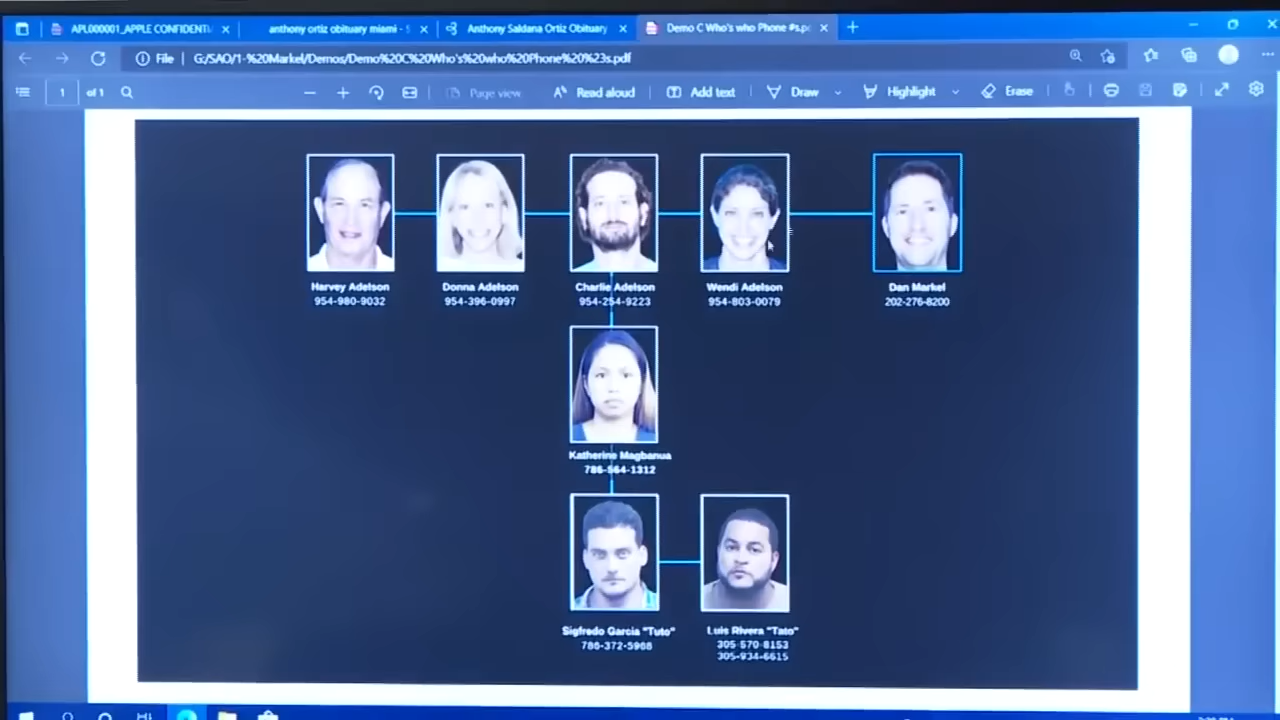 APL000001_APPLE CONFIDENTI
anthony ortiz obituary miami - S
Anthony Saldana Ortiz Obituary
Demo C Who's who Phone #s.p
File
G:/SAO/1-%20Markel/Demos/Demo%20C%20Who's%20who%20Phone%20%23s.pdf
1 of 1
Page view
Read aloud
Add text
Draw
Highlight
Erase
Harvey Adelson
954-980-9032
Donna Adelson
954-396-0997
Charlie Adelson
954-254-9223
Wendi Adelson
954-803-0079
Dan Markel
202-276-8200
Katherine Magbanua
786-564-1312
Sigfredo Garcia "Tuto"
786-372-5968
Luis Rivera "Tato"
305-570-8153
305-934-6615